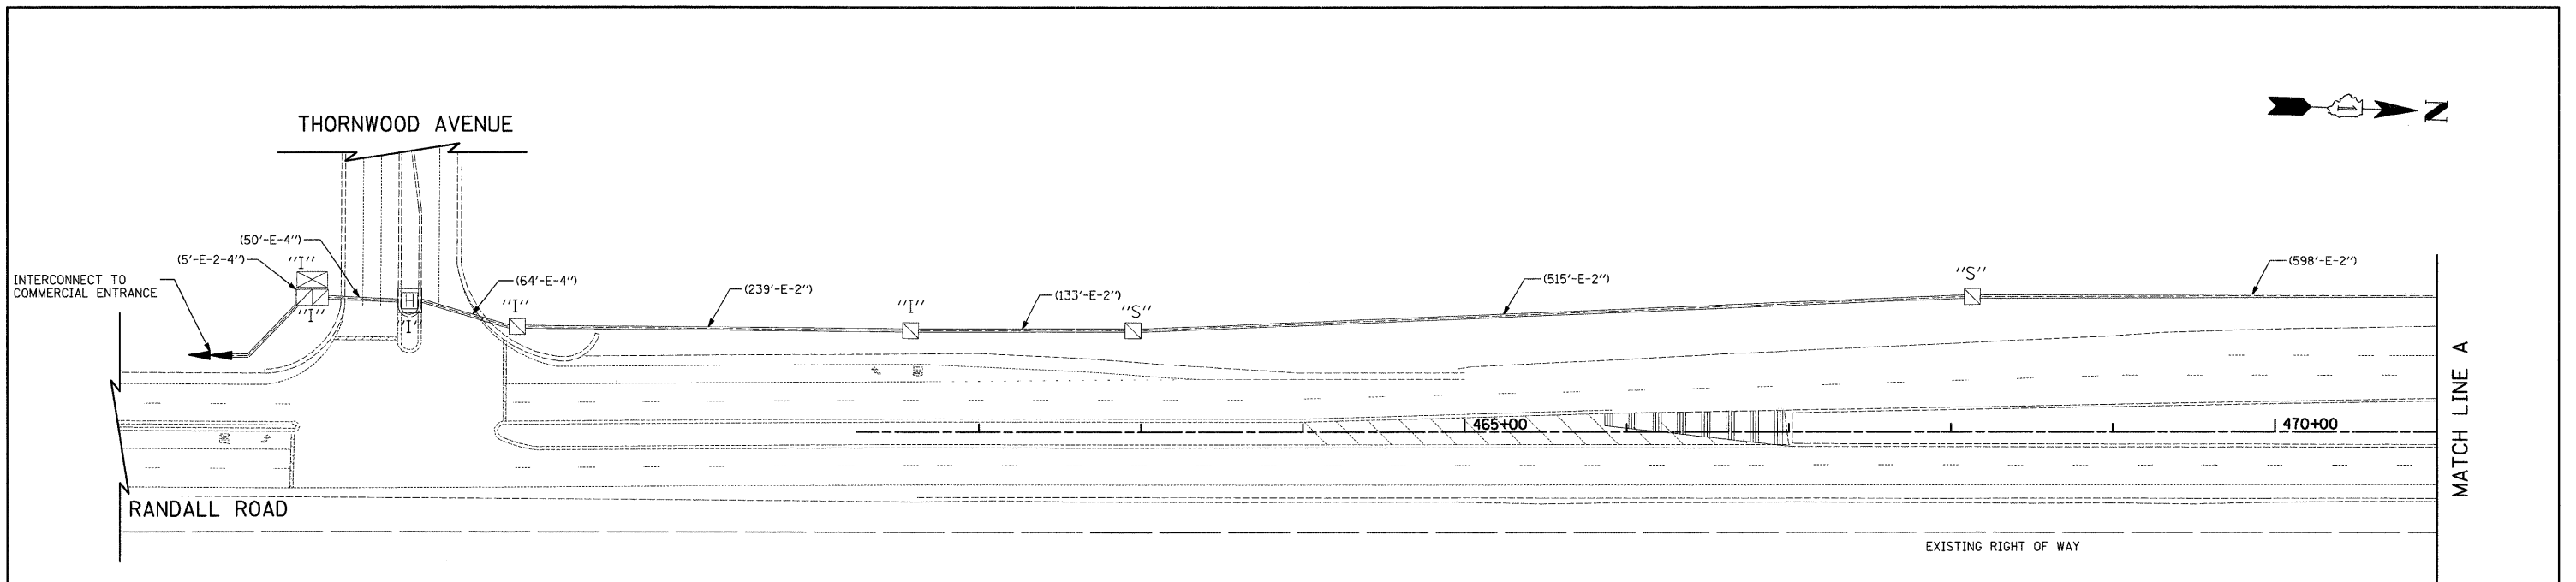 THORNWOOD AVENUE
N
(50'-E-4'')
(5'-E-2-4'')
''I''
INTERCONNECT TO
COMMERCIAL ENTRANCE
''I''
H
''I''
(64'-E-4'')
''I''
(239'-E-2'')
''I''
(133'-E-2'')
''S''
(515'-E-2'')
''S''
(598'-E-2'')
465+00
470+00
MATCH LINE A
RANDALL ROAD
EXISTING RIGHT OF WAY